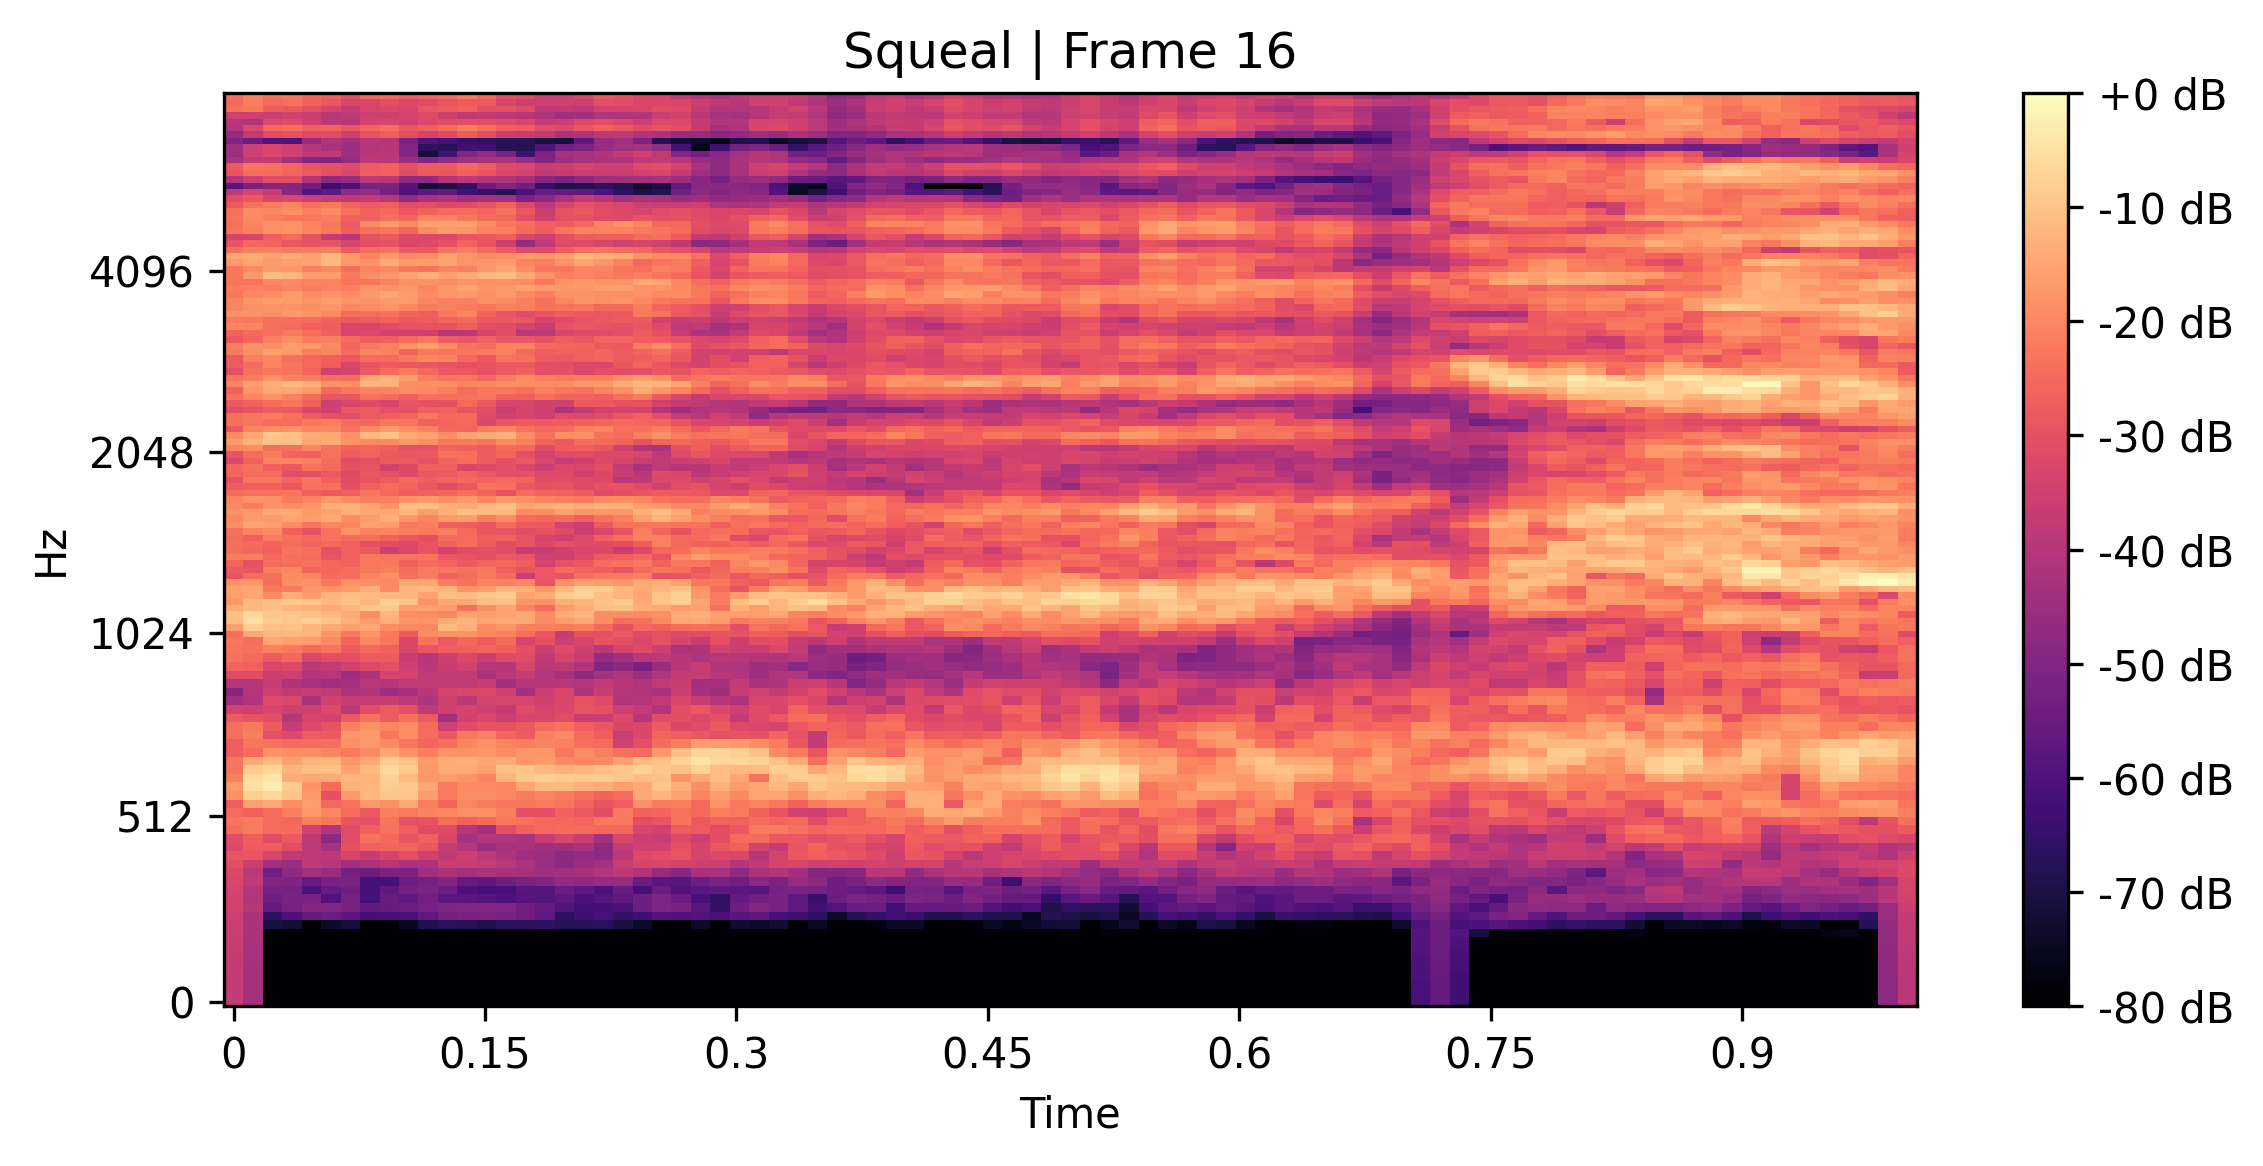 Squeal | Frame 16
+0 dB
-10 dB
-20 dB
-30 dB
-40 dB
-50 dB
-60 dB
-70 dB
-80 dB
Hz
4096
2048
1024
512
0
0 0.15 0.3 0.45 0.6 0.75 0.9
Time